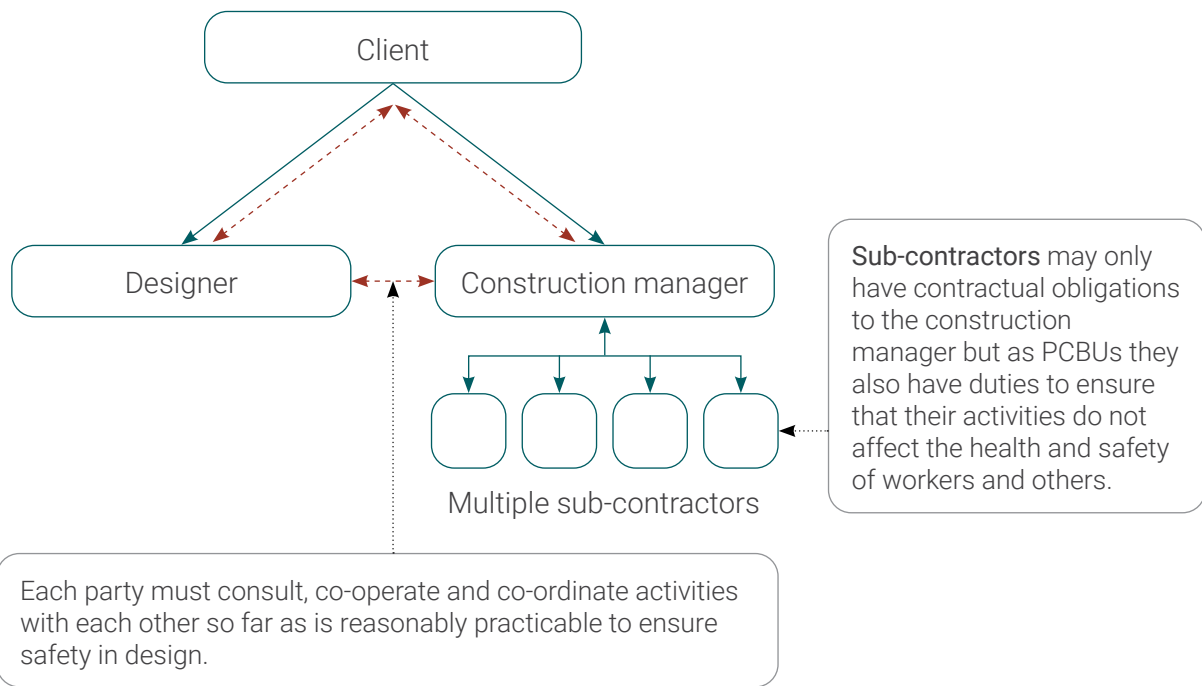 Client
Designer
Construction manager
Sub-contractors may only
have contractual obligations
to the construction
manager but as PCBUs they
also have duties to ensure
that their activities do not
affect the health and safety
of workers and others.
Multiple sub-contractors
Each party must consult, co-operate and co-ordinate activities
with each other so far as is reasonably practicable to ensure
safety in design.